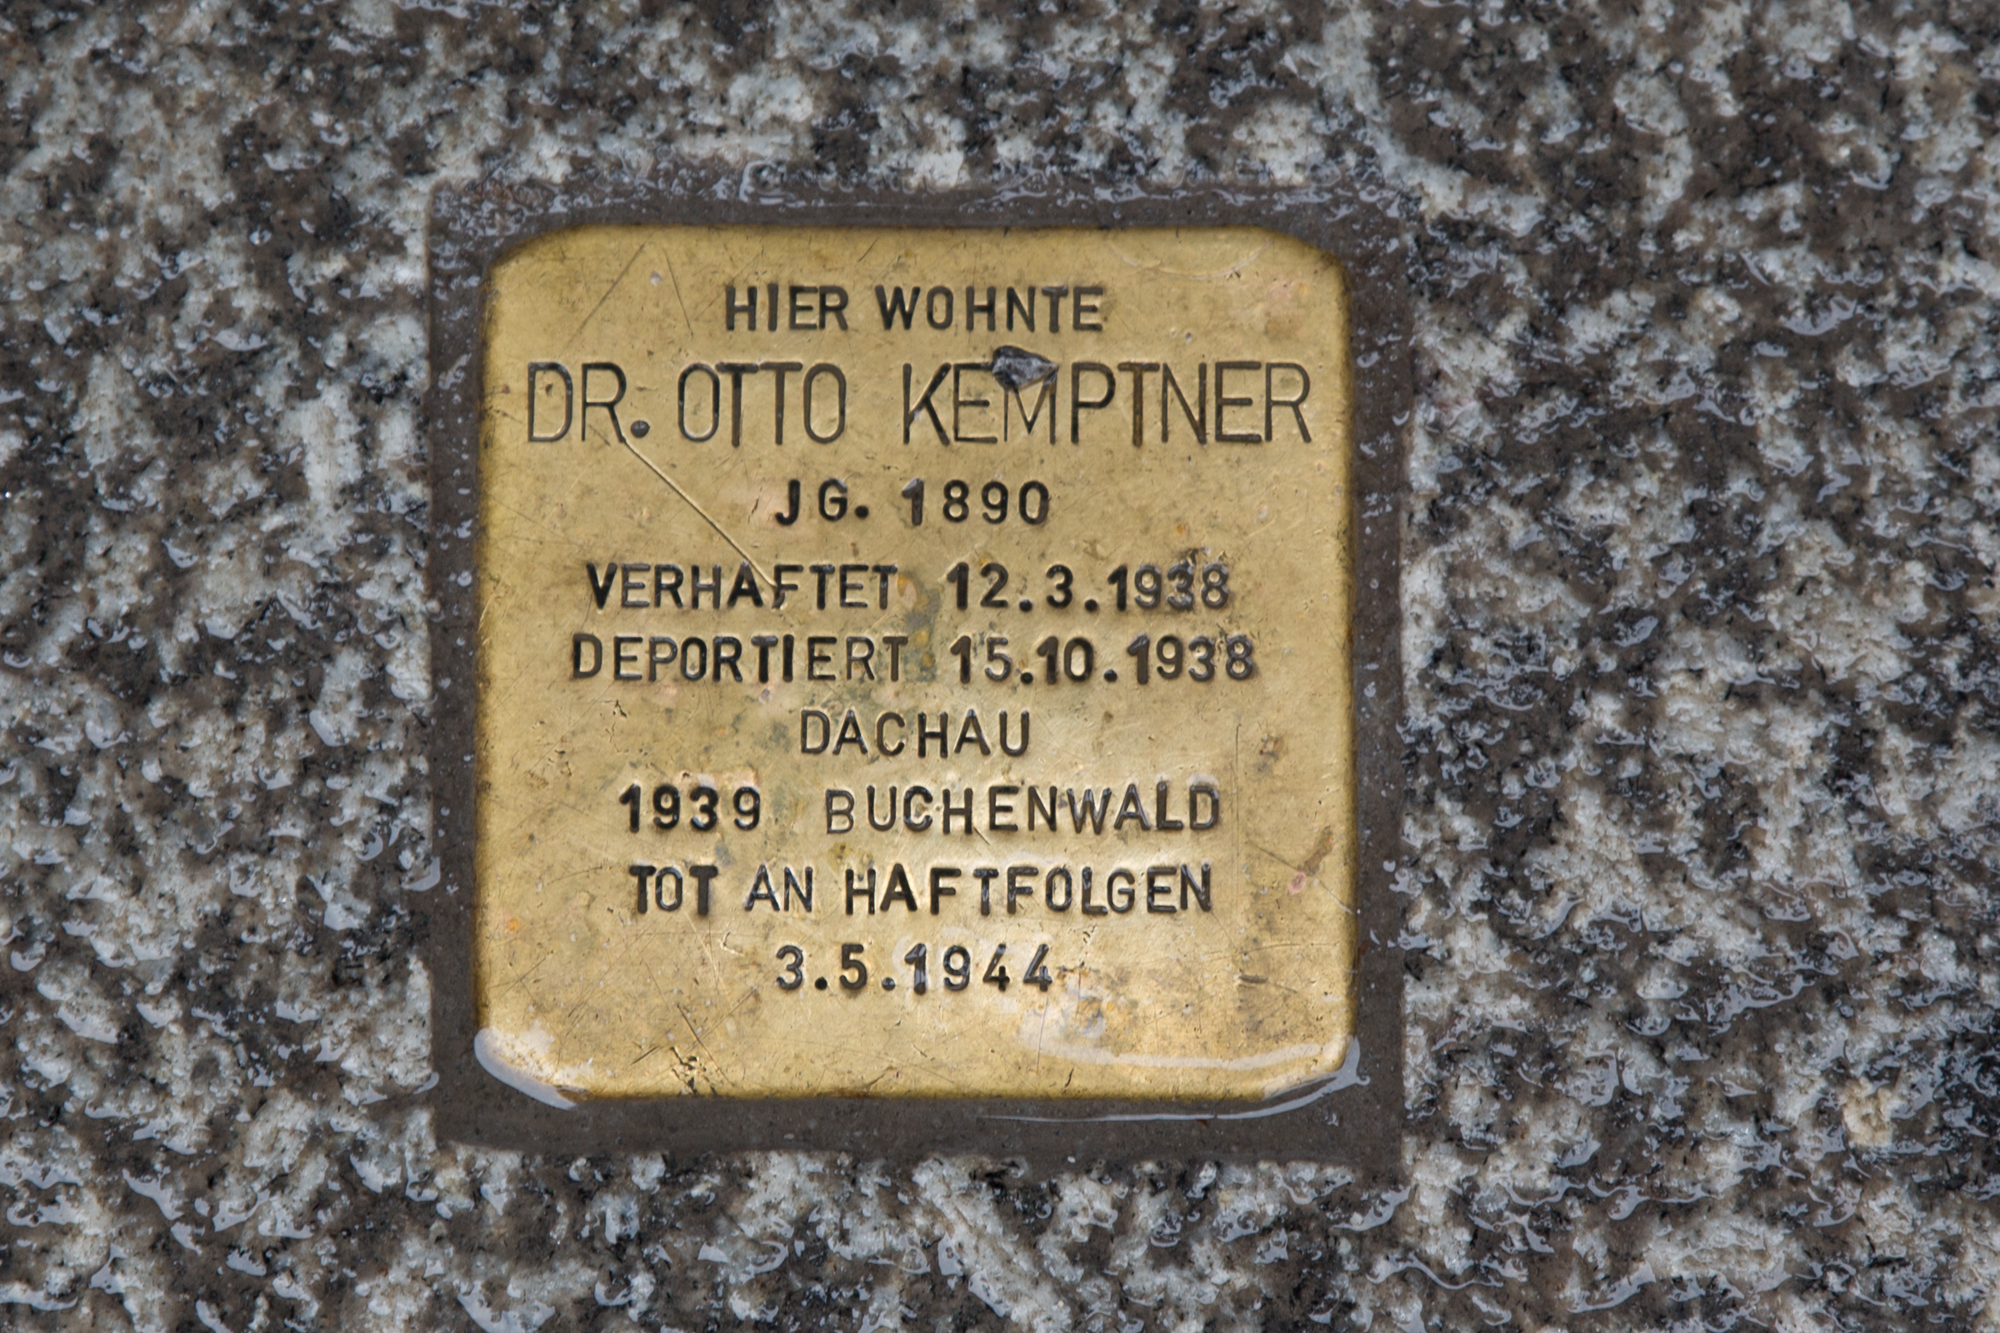 HIER WOHNTE
DR. OTTO KEMPTNER
JG. 1890
VERHAFTET 12.3.1938
DEPORTIERT 15.10.1938
DACHAU
1939 BUCHENWALD
TOT AN HAFTFOLGEN
3.5.1944